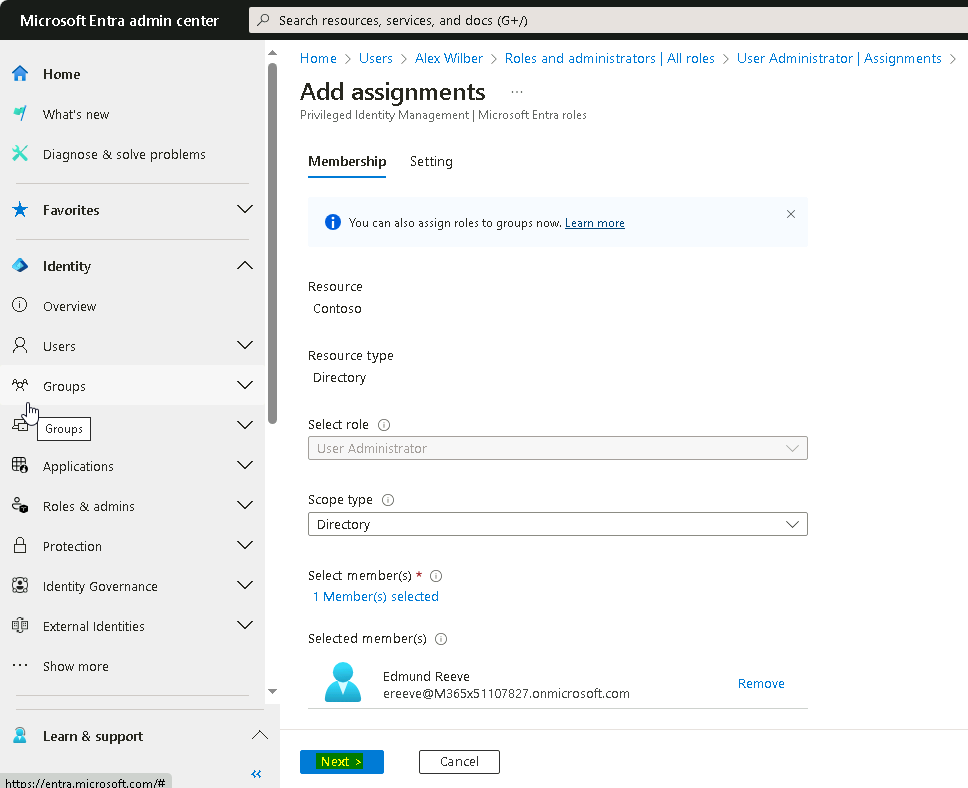 Microsoft Entra admin center
Search resources, services, and docs (G+/)
Home
What's new
Diagnose & solve problems
Favorites
Identity
Overview
Users
Groups
Groups
Applications
Roles & admins
Protection
Identity Governance
External Identities
Show more
Learn & support
https://entra.microsoft.com/#
Home > Users > Alex Wilber > Roles and administrators | All roles > User Administrator | Assignments >
Add assignments ...
Privileged Identity Management | Microsoft Entra roles
Membership Setting
You can also assign roles to groups now. Learn more
Resource
Contoso
Resource type
Directory
Select role
User Administrator
Scope type
Directory
Select member(s) *
1 Member(s) selected
Selected member(s)
Edmund Reeve
ereeve@M365x51107827.onmicrosoft.com
Remove
Next > Cancel